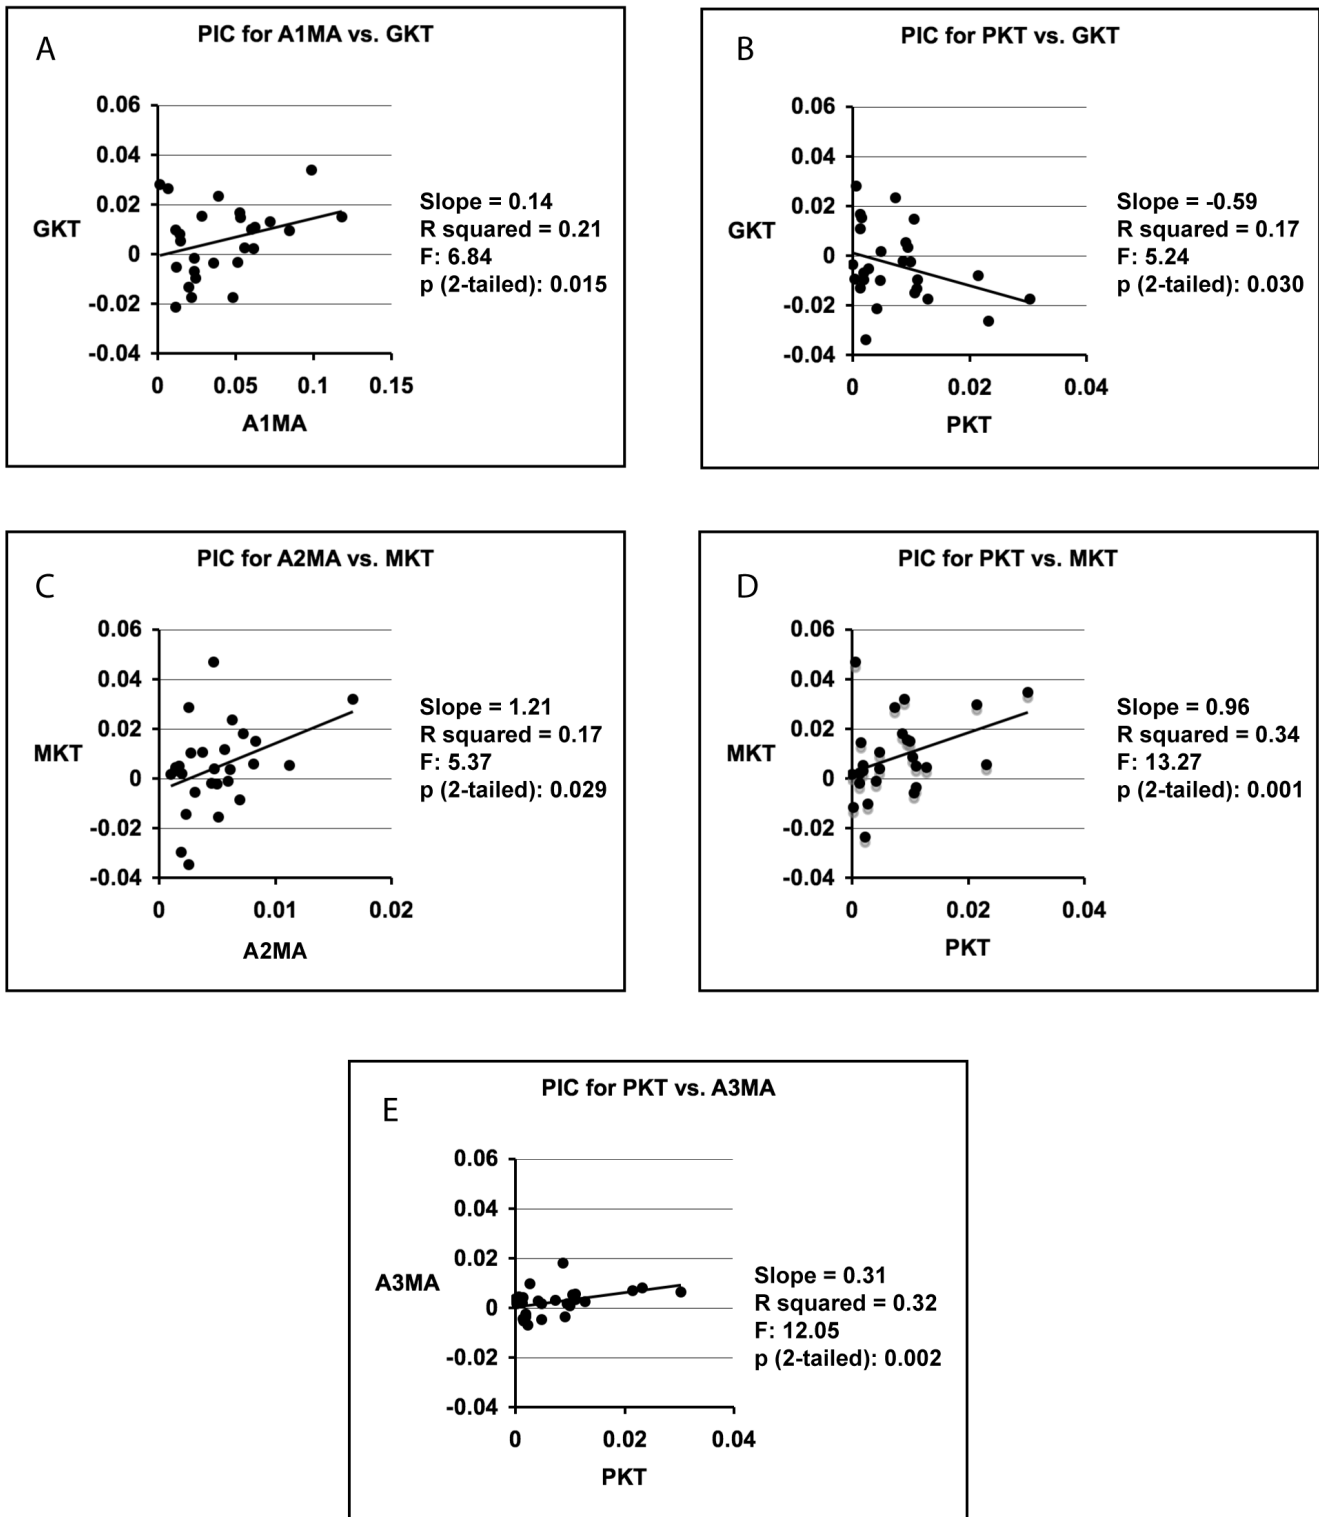 A
PIC for A1MA vs. GKT
0.06
0.04
0.02
0
-0.02
-0.04
GKT
0 0.05 0.1 0.15
A1MA
Slope = 0.14
R squared = 0.21
F: 6.84
p (2-tailed): 0.015
B
PIC for PKT vs. GKT
0.06
0.04
0.02
0
-0.02
-0.04
GKT
0 0.02 0.04
PKT
Slope = -0.59
R squared = 0.17
F: 5.24
p (2-tailed): 0.030
C
PIC for A2MA vs. MKT
0.06
0.04
0.02
0
-0.02
-0.04
MKT
0 0.01 0.02
A2MA
Slope = 1.21
R squared = 0.17
F: 5.37
p (2-tailed): 0.029
D
PIC for PKT vs. MKT
0.06
0.04
0.02
0
-0.02
-0.04
MKT
0 0.02 0.04
PKT
Slope = 0.96
R squared = 0.34
F: 13.27
p (2-tailed): 0.001
E
PIC for PKT vs. A3MA
0.06
0.04
0.02
0
-0.02
-0.04
A3MA
0 0.02 0.04
PKT
Slope = 0.31
R squared = 0.32
F: 12.05
p (2-tailed): 0.002